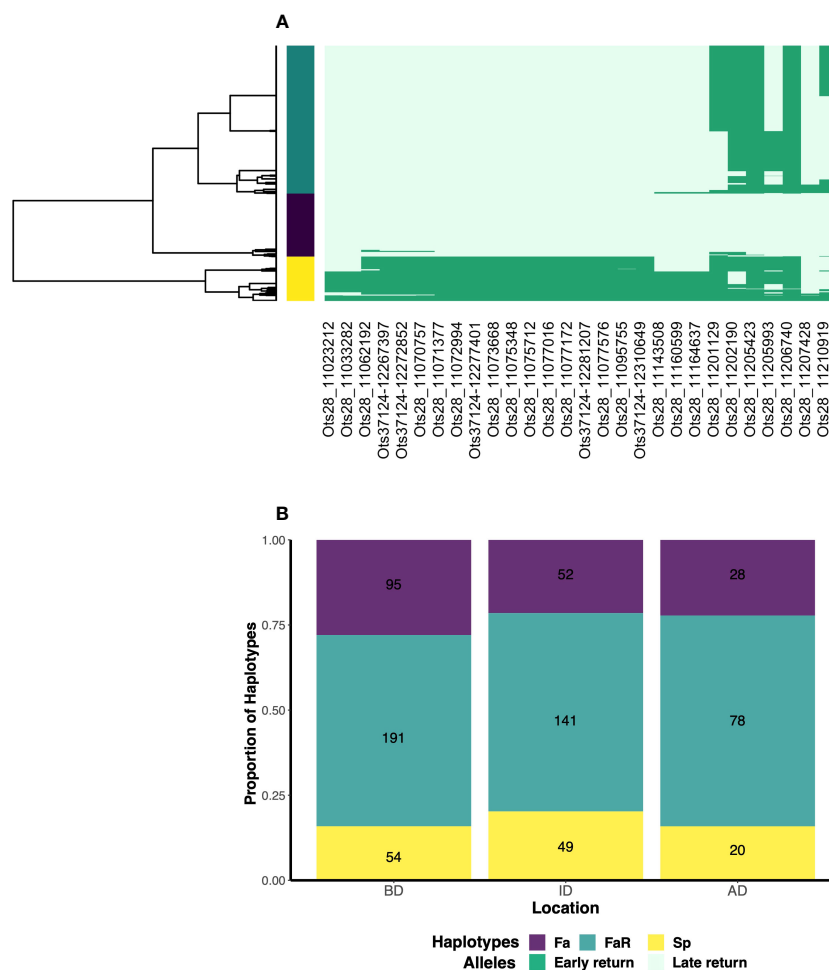 A
Ots28_11023212
Ots28_11033282
Ots28_11062192
Ots37124-12267397
Ots37124-12272852
Ots28_11070757
Ots28_11071377
Ots28_11072994
Ots37124-12277401
Ots28_11073668
Ots28_11075348
Ots28_11075712
Ots28_11077016
Ots28_11077172
Ots37124-12281207
Ots28_11077576
Ots28_11095755
Ots37124-12310649
Ots28_11143508
Ots28_11160599
Ots28_11164637
Ots28_11201129
Ots28_11202190
Ots28_11205423
Ots28_11205993
Ots28_11206740
Ots28_11207428
Ots28_11210919
B
Proportion of Haplotypes
1.00
0.75
0.50
0.25
0.00
95
52
28
191
141
78
54
49
20
BD
ID
AD
Location
Haplotypes Fa FaR Sp
Alleles Early return Late return